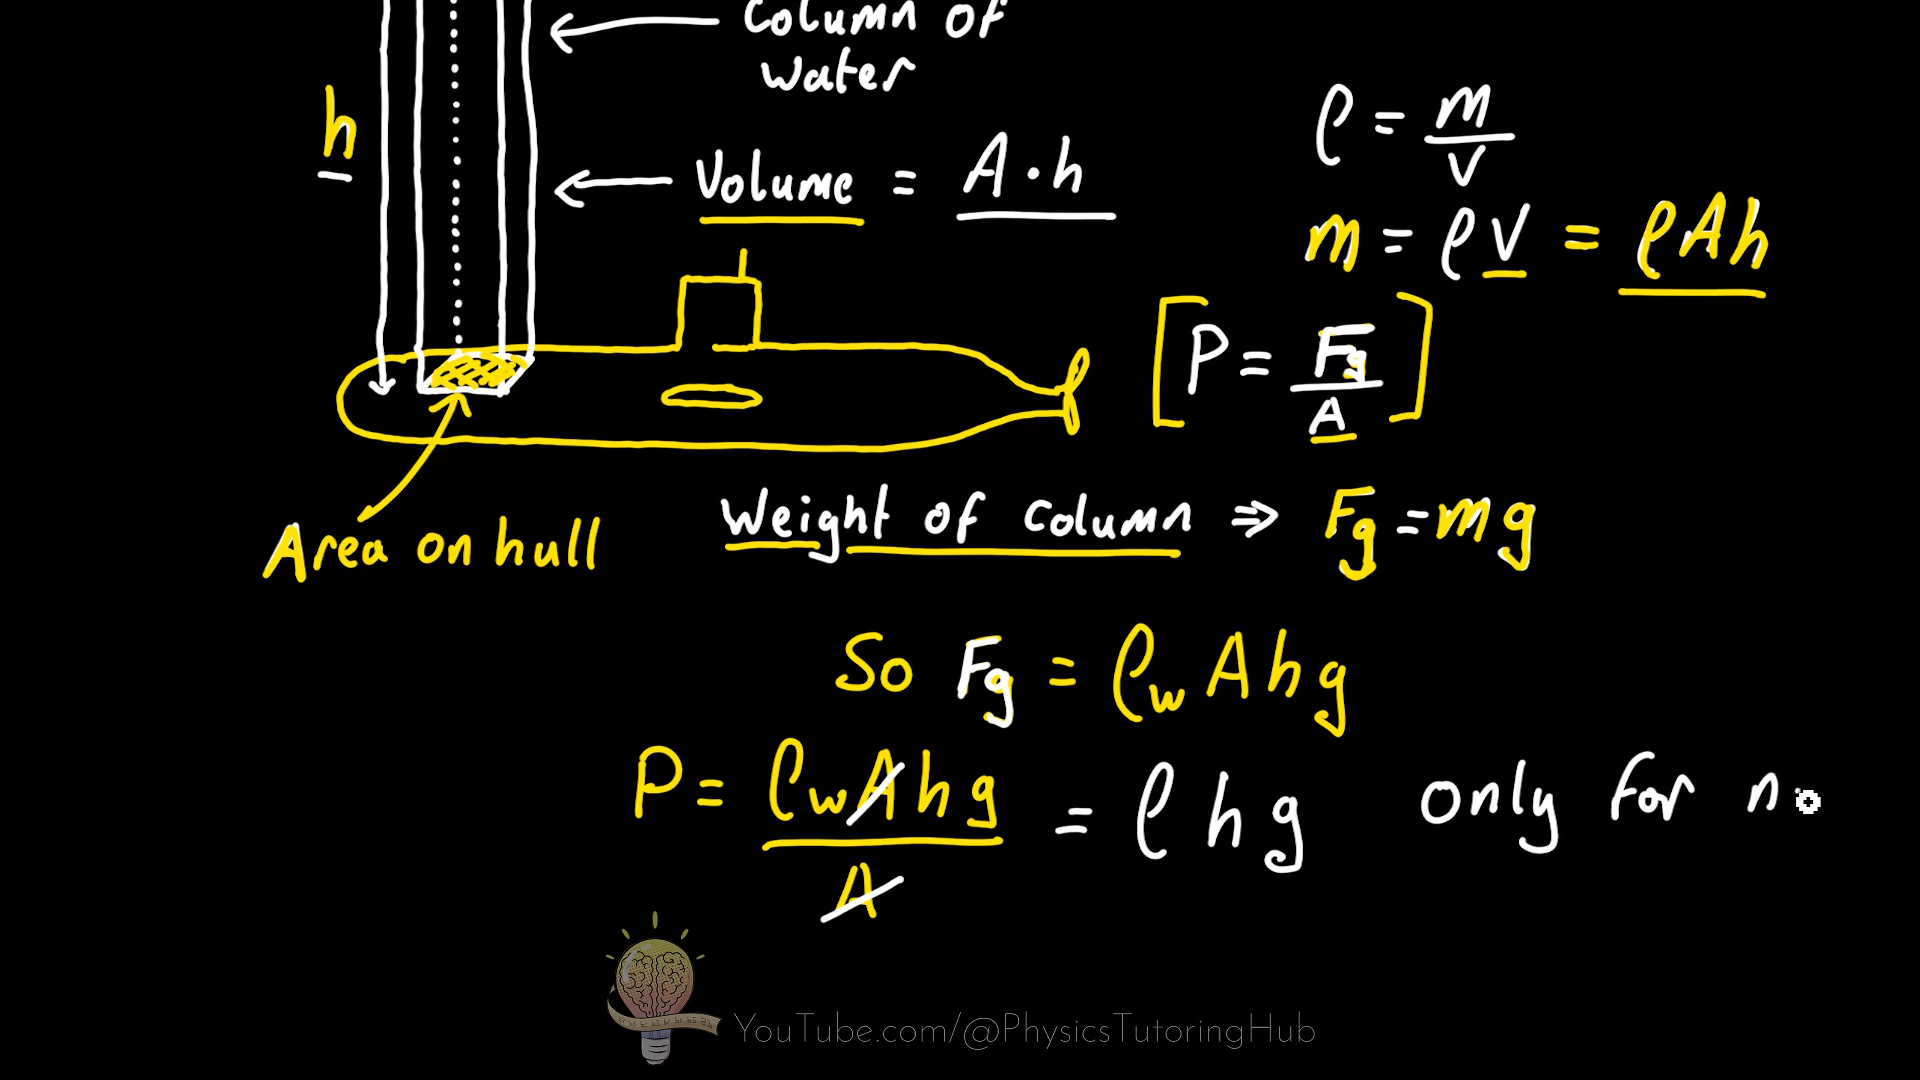 Column of
water
h
Volume = A · h
ρ = m/V
m = ρV = ρAh
[P = Fg/A]
Area on hull
Weight of column ⇒ Fg = mg
So Fg = ρw A h g
P = ρw A h g / A = ρ h g only for n
YouTube.com/@PhysicsTutoringHub